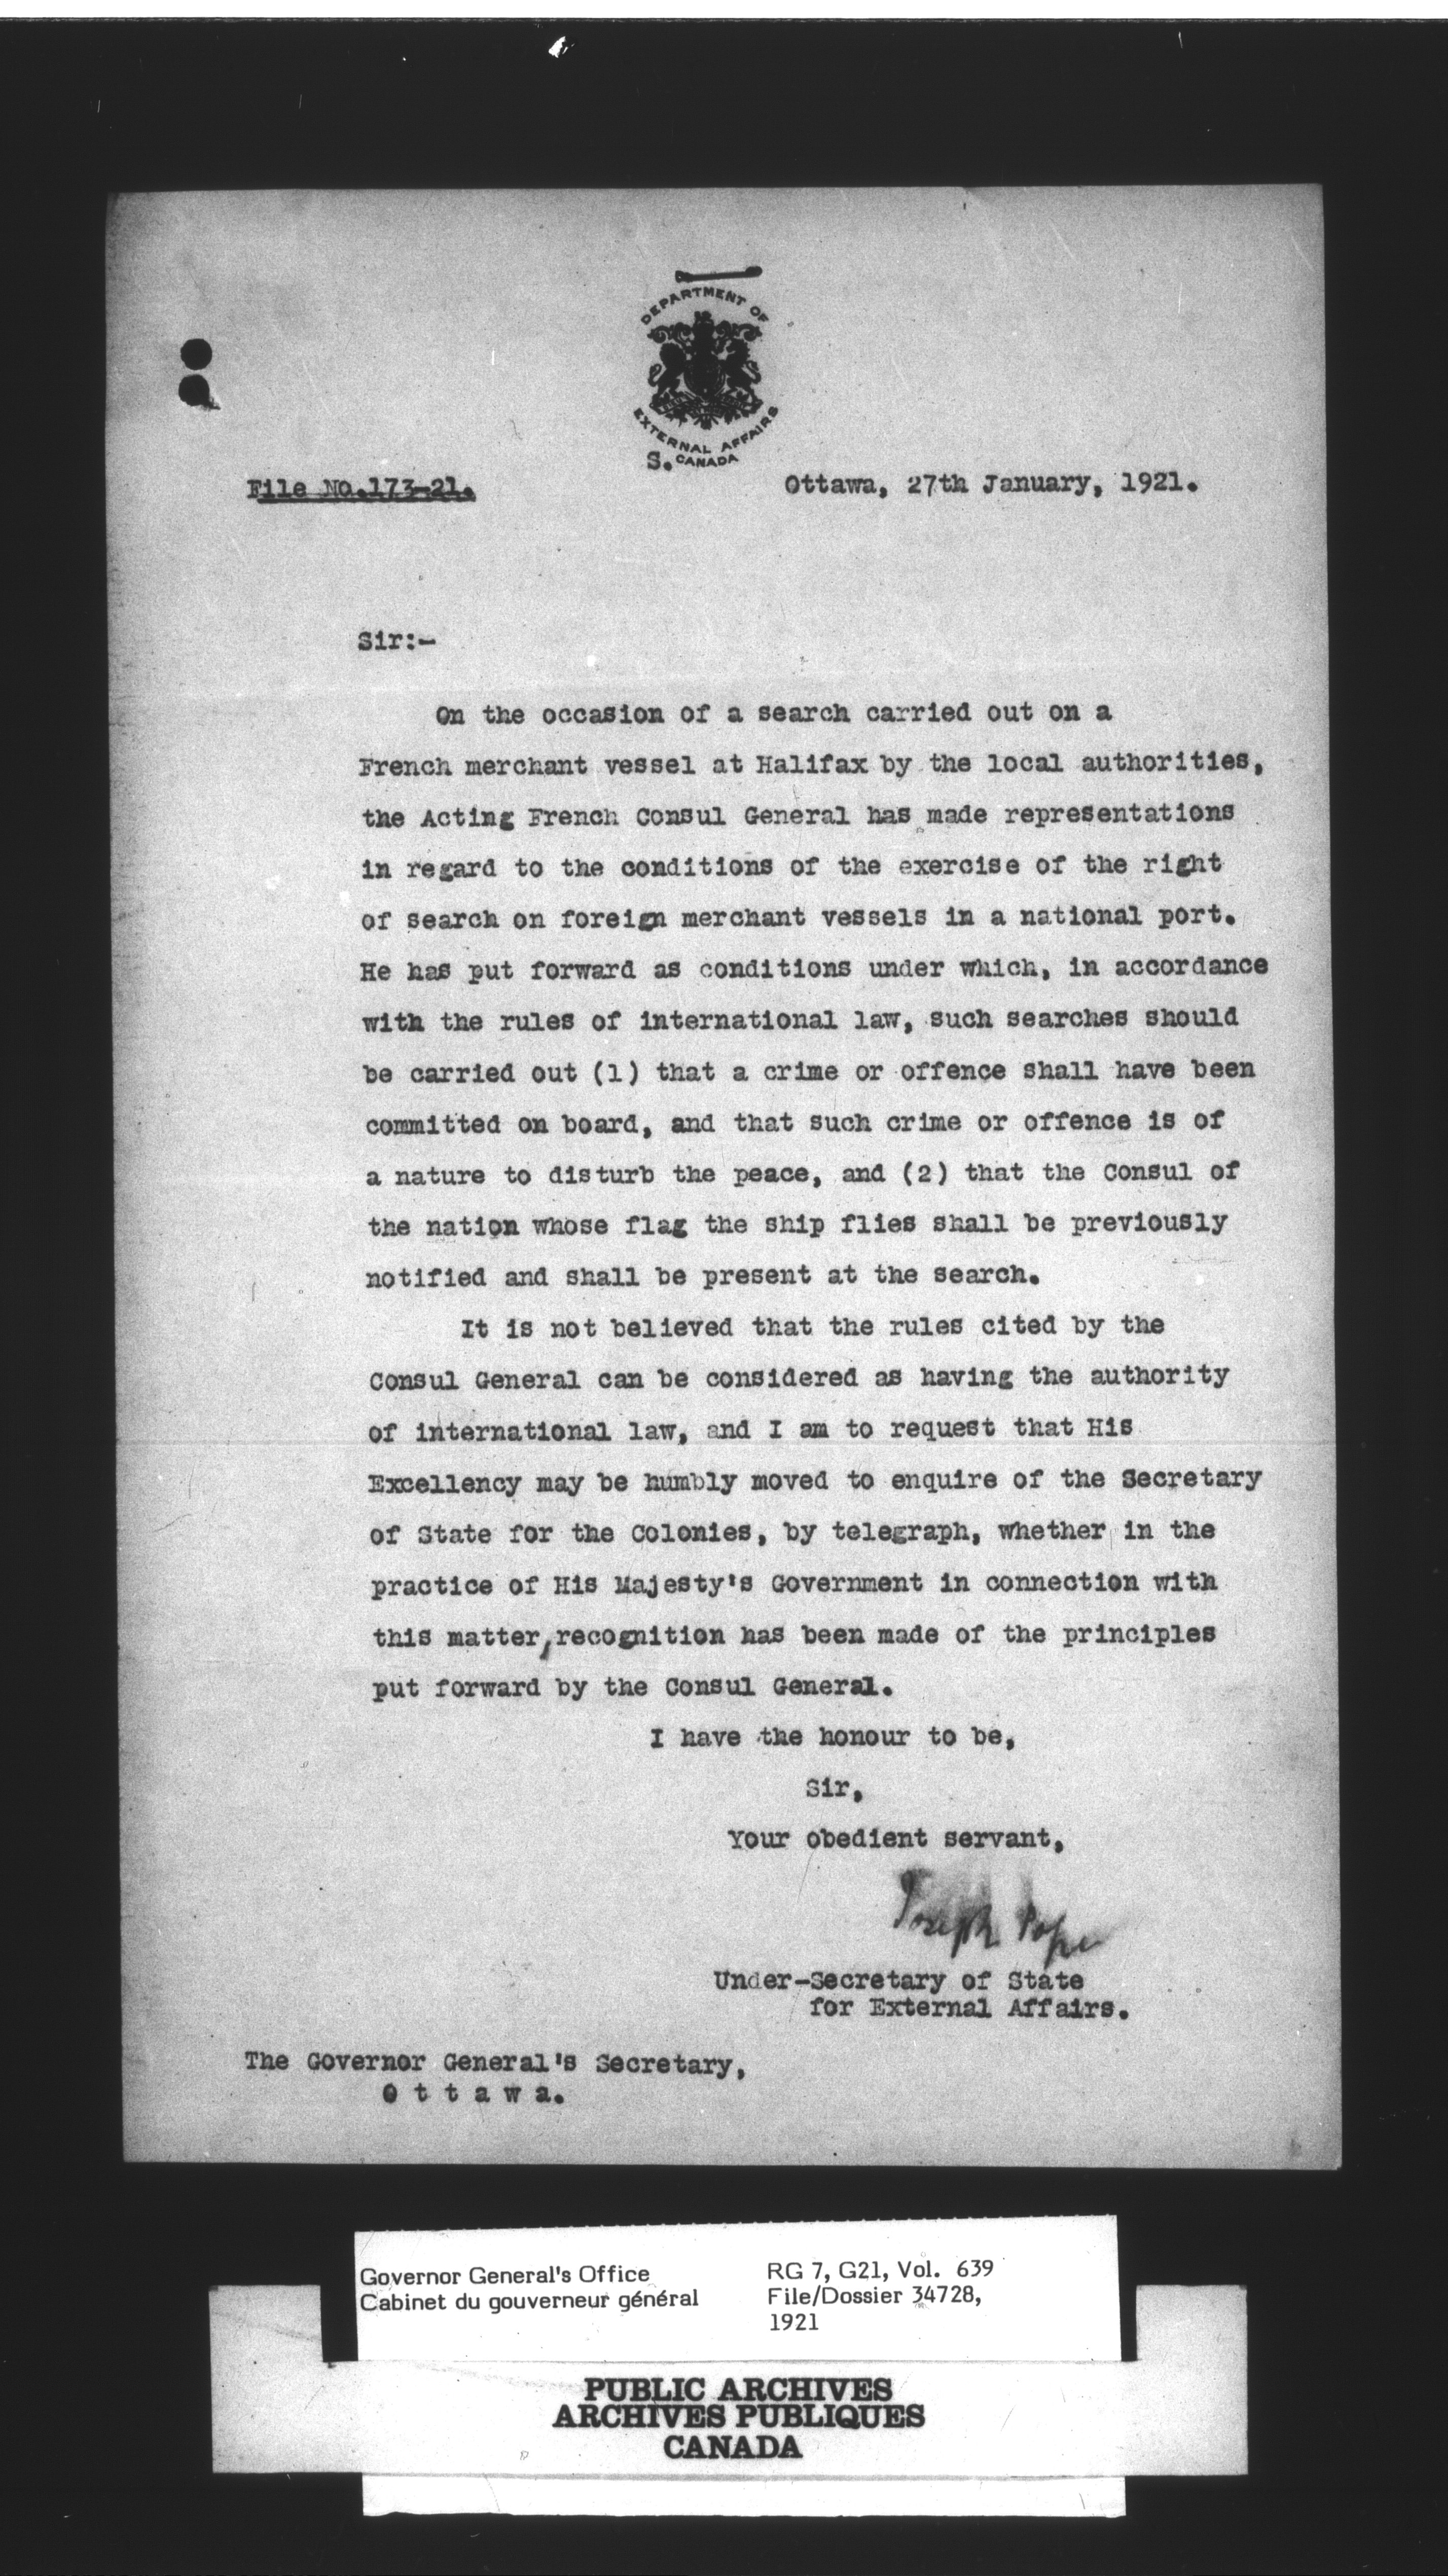 DEPARTMENT OF
EXTERNAL AFFAIRS
S. CANADA
File No.173-21.
Ottawa, 27th January, 1921.
Sir:-
On the occasion of a search carried out on a
French merchant vessel at Halifax by the local authorities,
the Acting French Consul General has made representations
in regard to the conditions of the exercise of the right
of search on foreign merchant vessels in a national port.
He has put forward as conditions under which, in accordance
with the rules of international law, such searches should
be carried out (1) that a crime or offence shall have been
committed on board, and that such crime or offence is of
a nature to disturb the peace, and (2) that the Consul of
the nation whose flag the ship flies shall be previously
notified and shall be present at the search.
It is not believed that the rules cited by the
Consul General can be considered as having the authority
of international law, and I am to request that His
Excellency may be humbly moved to enquire of the Secretary
of State for the Colonies, by telegraph, whether in the
practice of His Majesty's Government in connection with
this matter, recognition has been made of the principles
put forward by the Consul General.
I have the honour to be,
Sir,
Your obedient servant,
Joseph Pope
Under-Secretary of State
for External Affairs.
The Governor General's Secretary,
O t t a w a.
Governor General's Office
Cabinet du gouverneur général
RG 7, G21, Vol. 639
File/Dossier 34728,
1921
PUBLIC ARCHIVES
ARCHIVES PUBLIQUES
CANADA